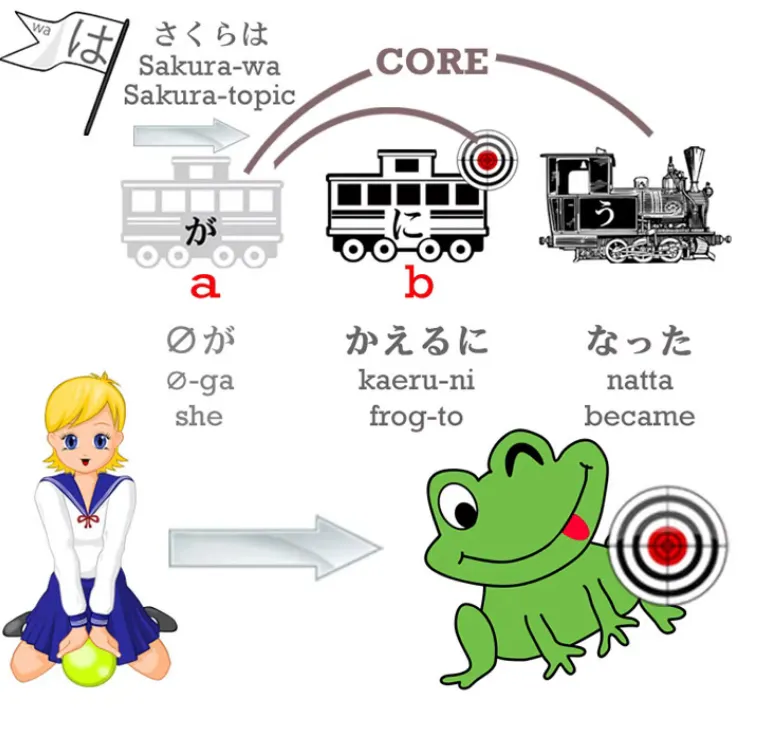 wa
は
さくらは
Sakura-wa
Sakura-topic
CORE
が
に
う
a
b
∅が
かえるに
なった
∅-ga
kaeru-ni
natta
she
frog-to
became